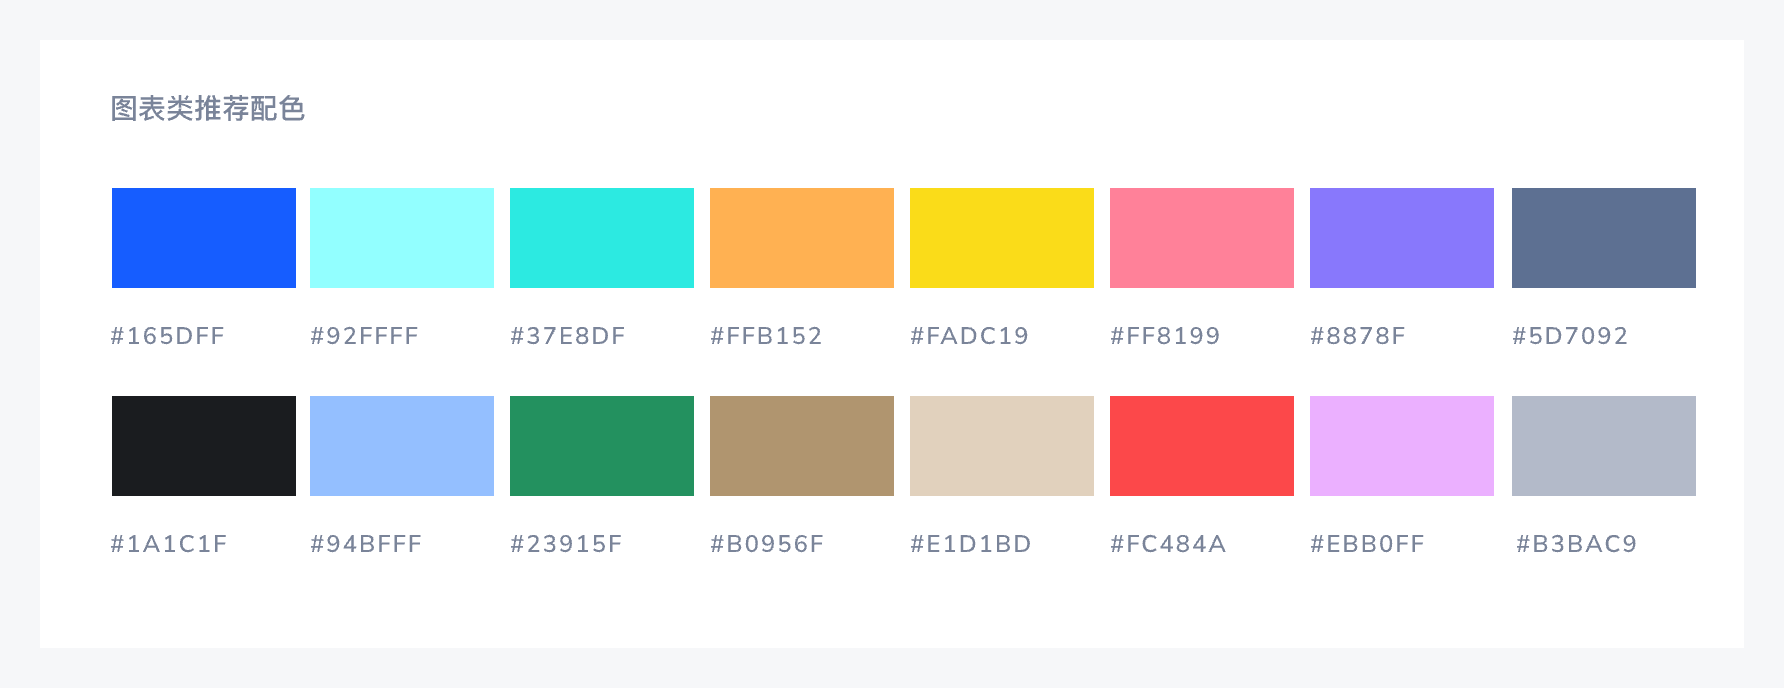 图表类推荐配色
#165DFF #92FFFF #37E8DF #FFB152 #FADC19 #FF8199 #8878F #5D7092
#1A1C1F #94BFFF #23915F #B0956F #E1D1BD #FC484A #EBB0FF #B3BAC9